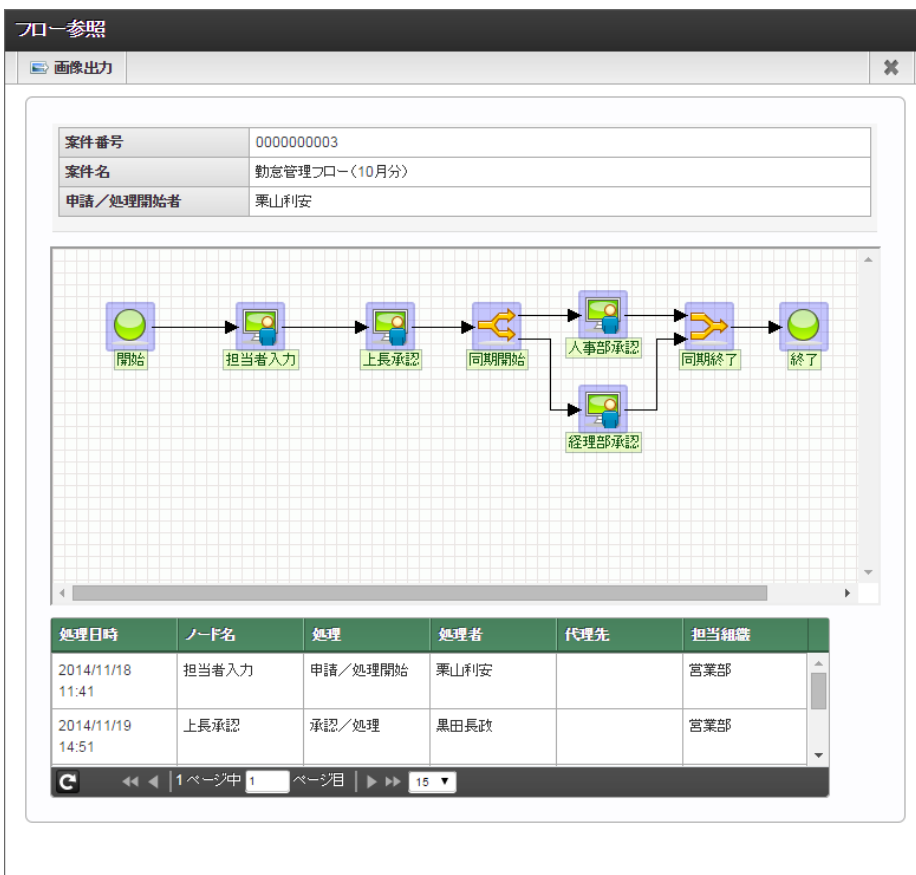 フロー参照
画像出力
案件番号 0000000003
案件名 勤怠管理フロー(10月分)
申請／処理開始者 栗山利安
開始
担当者入力
上長承認
同期開始
人事部承認
同期終了
終了
経理部承認
処理日時 ノード名 処理 処理者 代理先 担当組織
2014/11/18 担当者入力 申請／処理開始 栗山利安 営業部
11:41
2014/11/19 上長承認 承認／処理 黒田長政 営業部
14:51
1 ページ中 1 ページ目 15